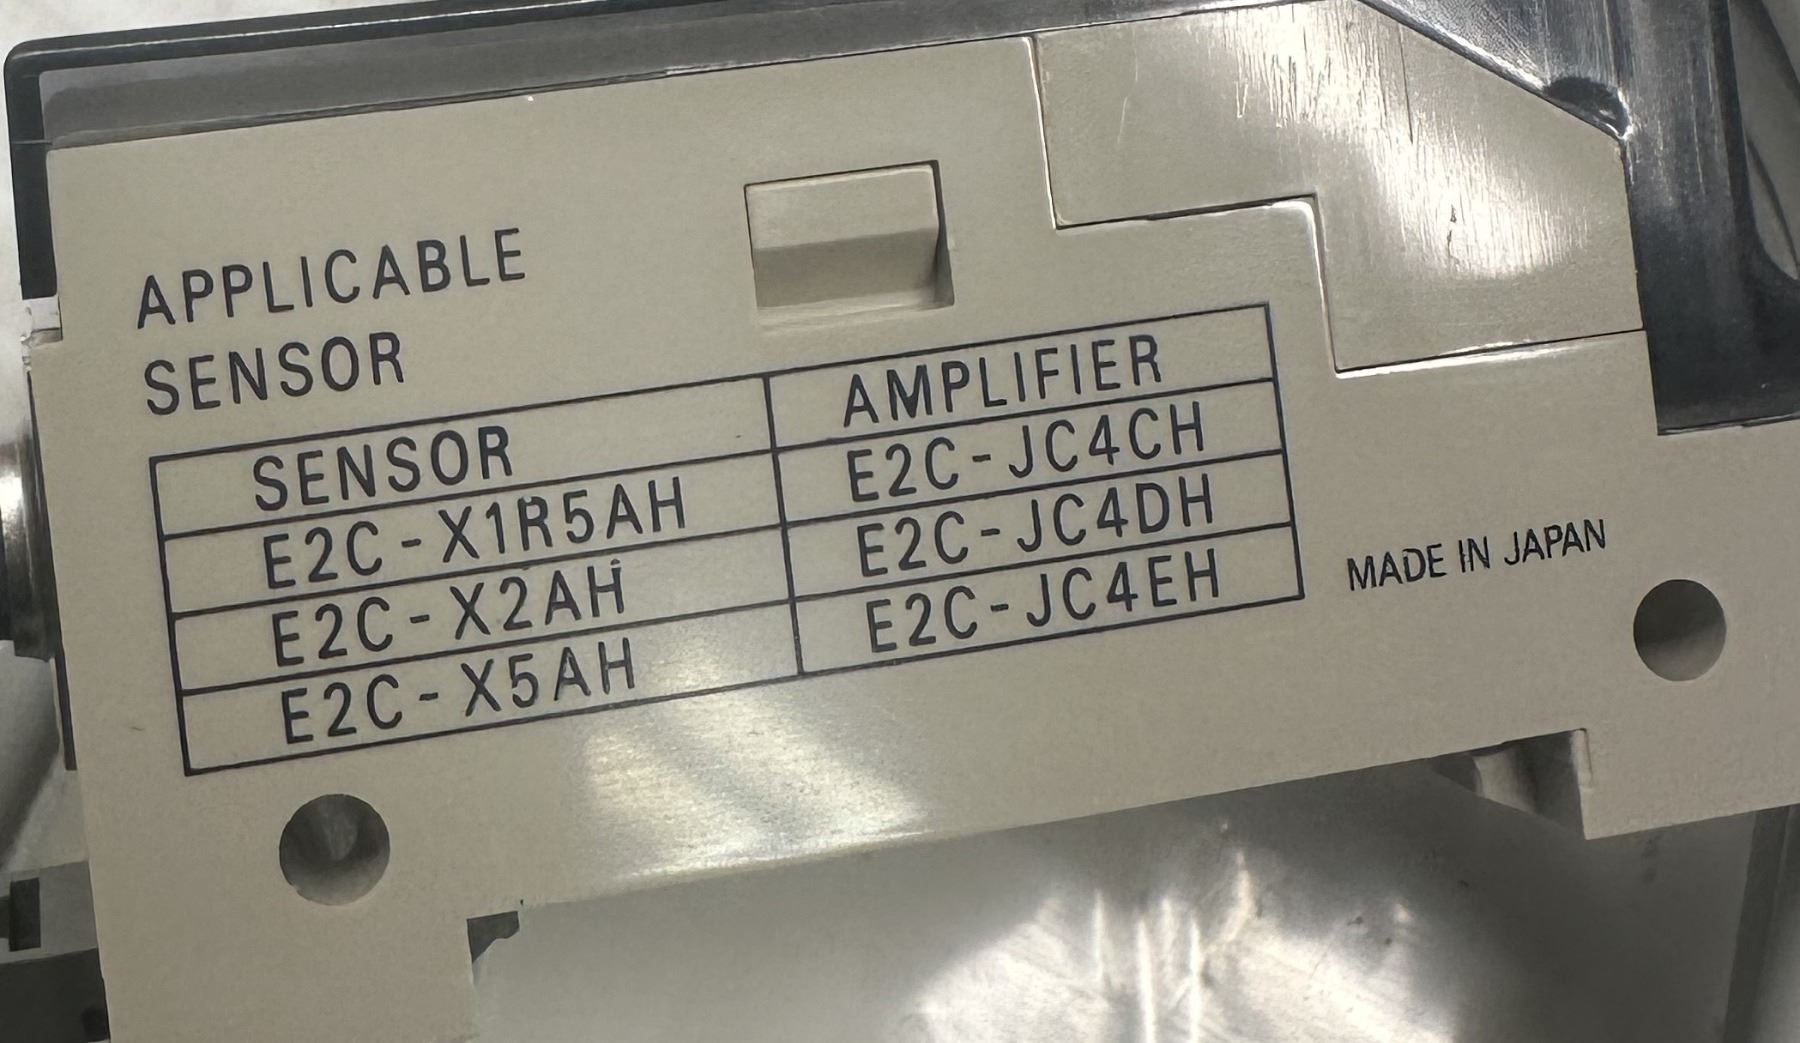 APPLICABLE
SENSOR
SENSOR AMPLIFIER
E2C-X1R5AH E2C-JC4CH
E2C-X2AH E2C-JC4DH
E2C-X5AH E2C-JC4EH
MADE IN JAPAN